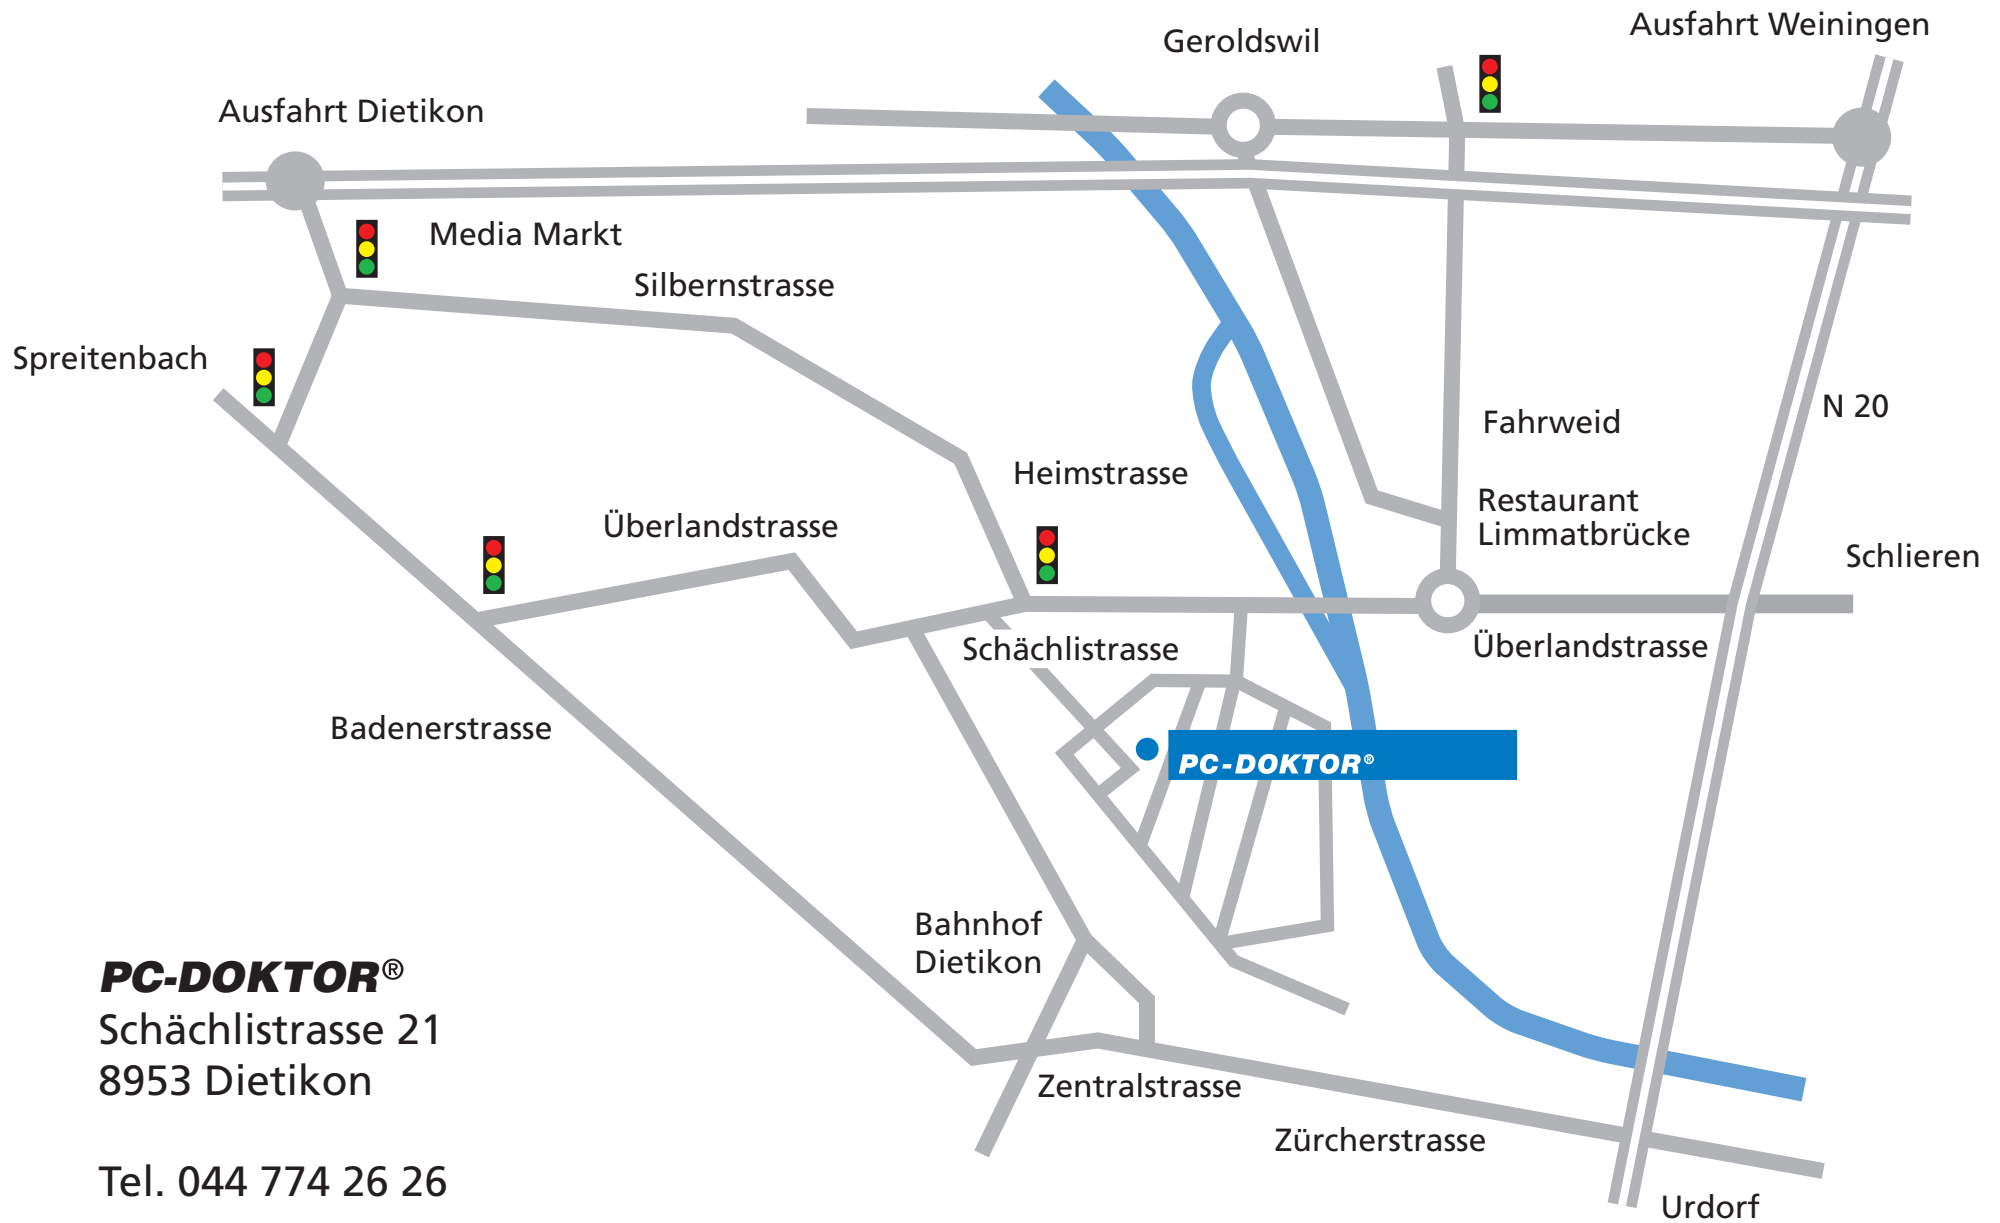 Ausfahrt Weiningen
Geroldswil
Ausfahrt Dietikon
Media Markt
Silbernstrasse
Spreitenbach
N 20
Fahrweid
Heimstrasse
Restaurant
Limmatbrücke
Überlandstrasse
Schlieren
Schächlistrasse
Überlandstrasse
Badenerstrasse
PC-DOKTOR®
Bahnhof
Dietikon
PC-DOKTOR®
Schächlistrasse 21
8953 Dietikon
Zentralstrasse
Zürcherstrasse
Tel. 044 774 26 26
Urdorf